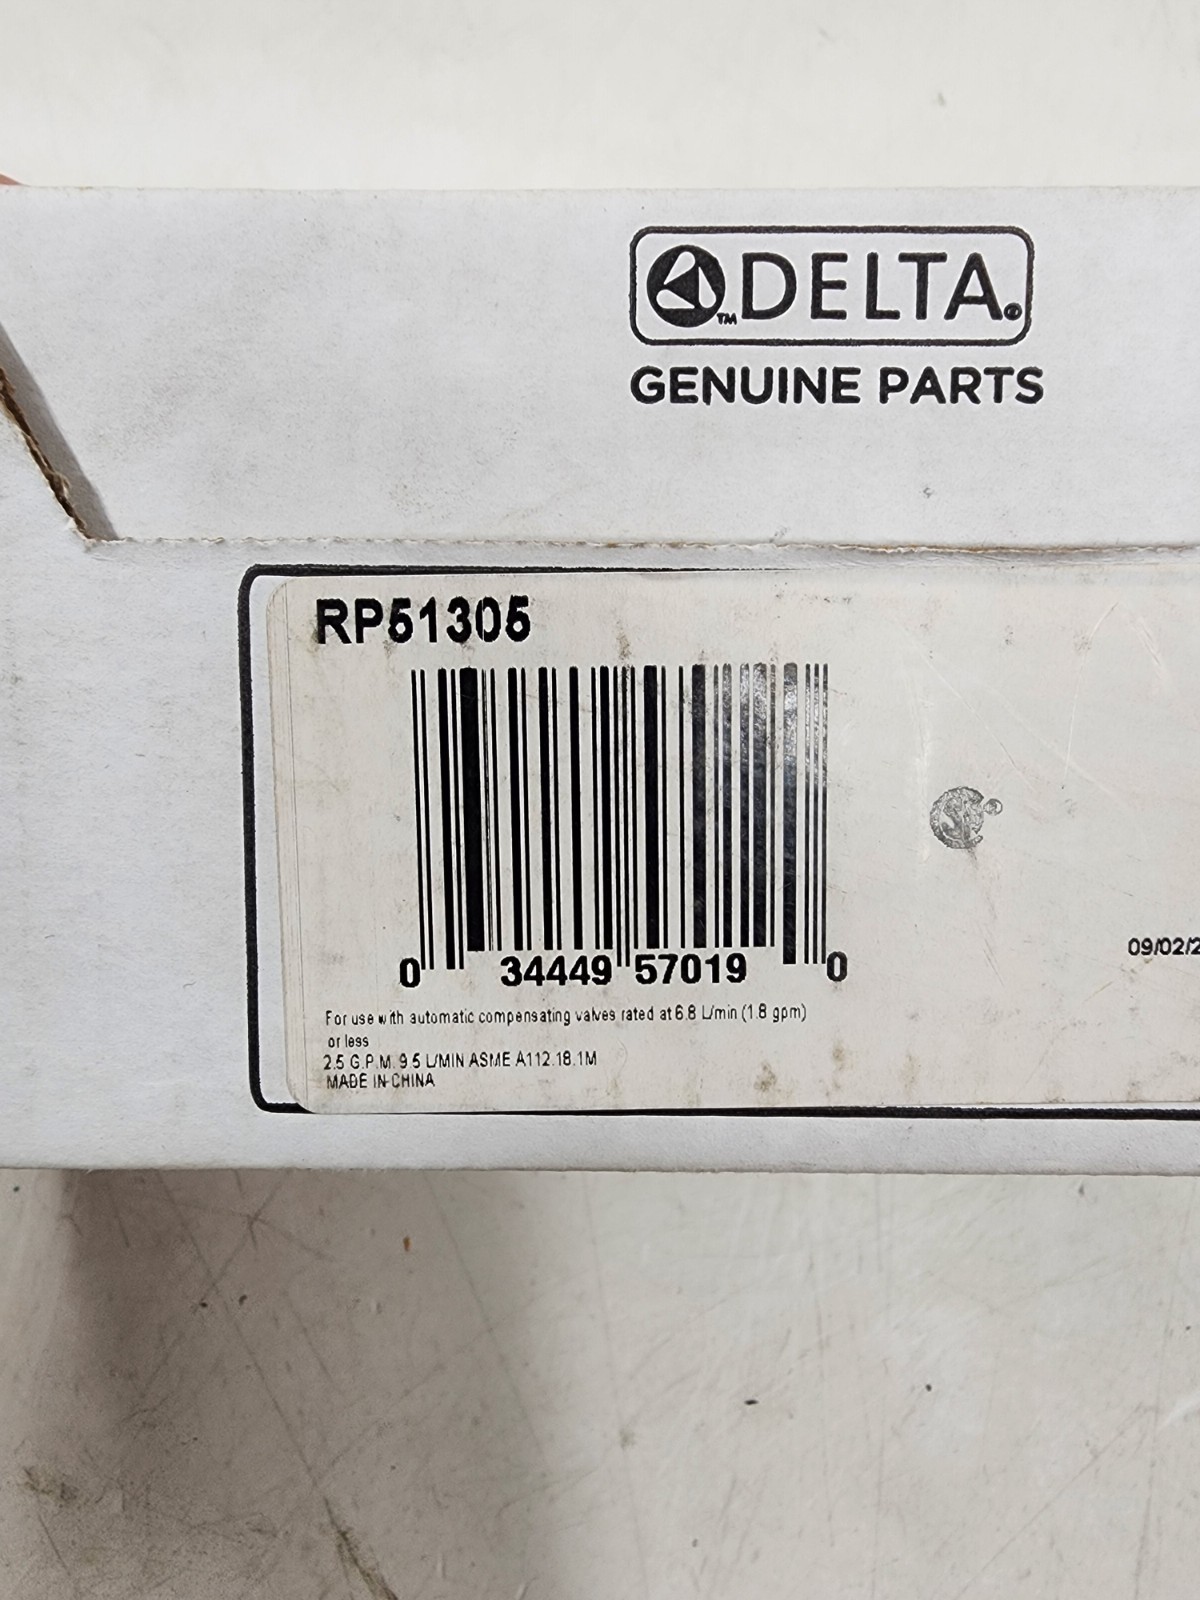 DELTA
GENUINE PARTS
RP51305
0 34449 57019 0
09/02/2
For use with automatic compensating valves rated at 6.8 L/min (1.8 gpm)
or less
2.5 G.P.M. 9.5 L/MIN ASME A112.18.1M
MADE IN CHINA